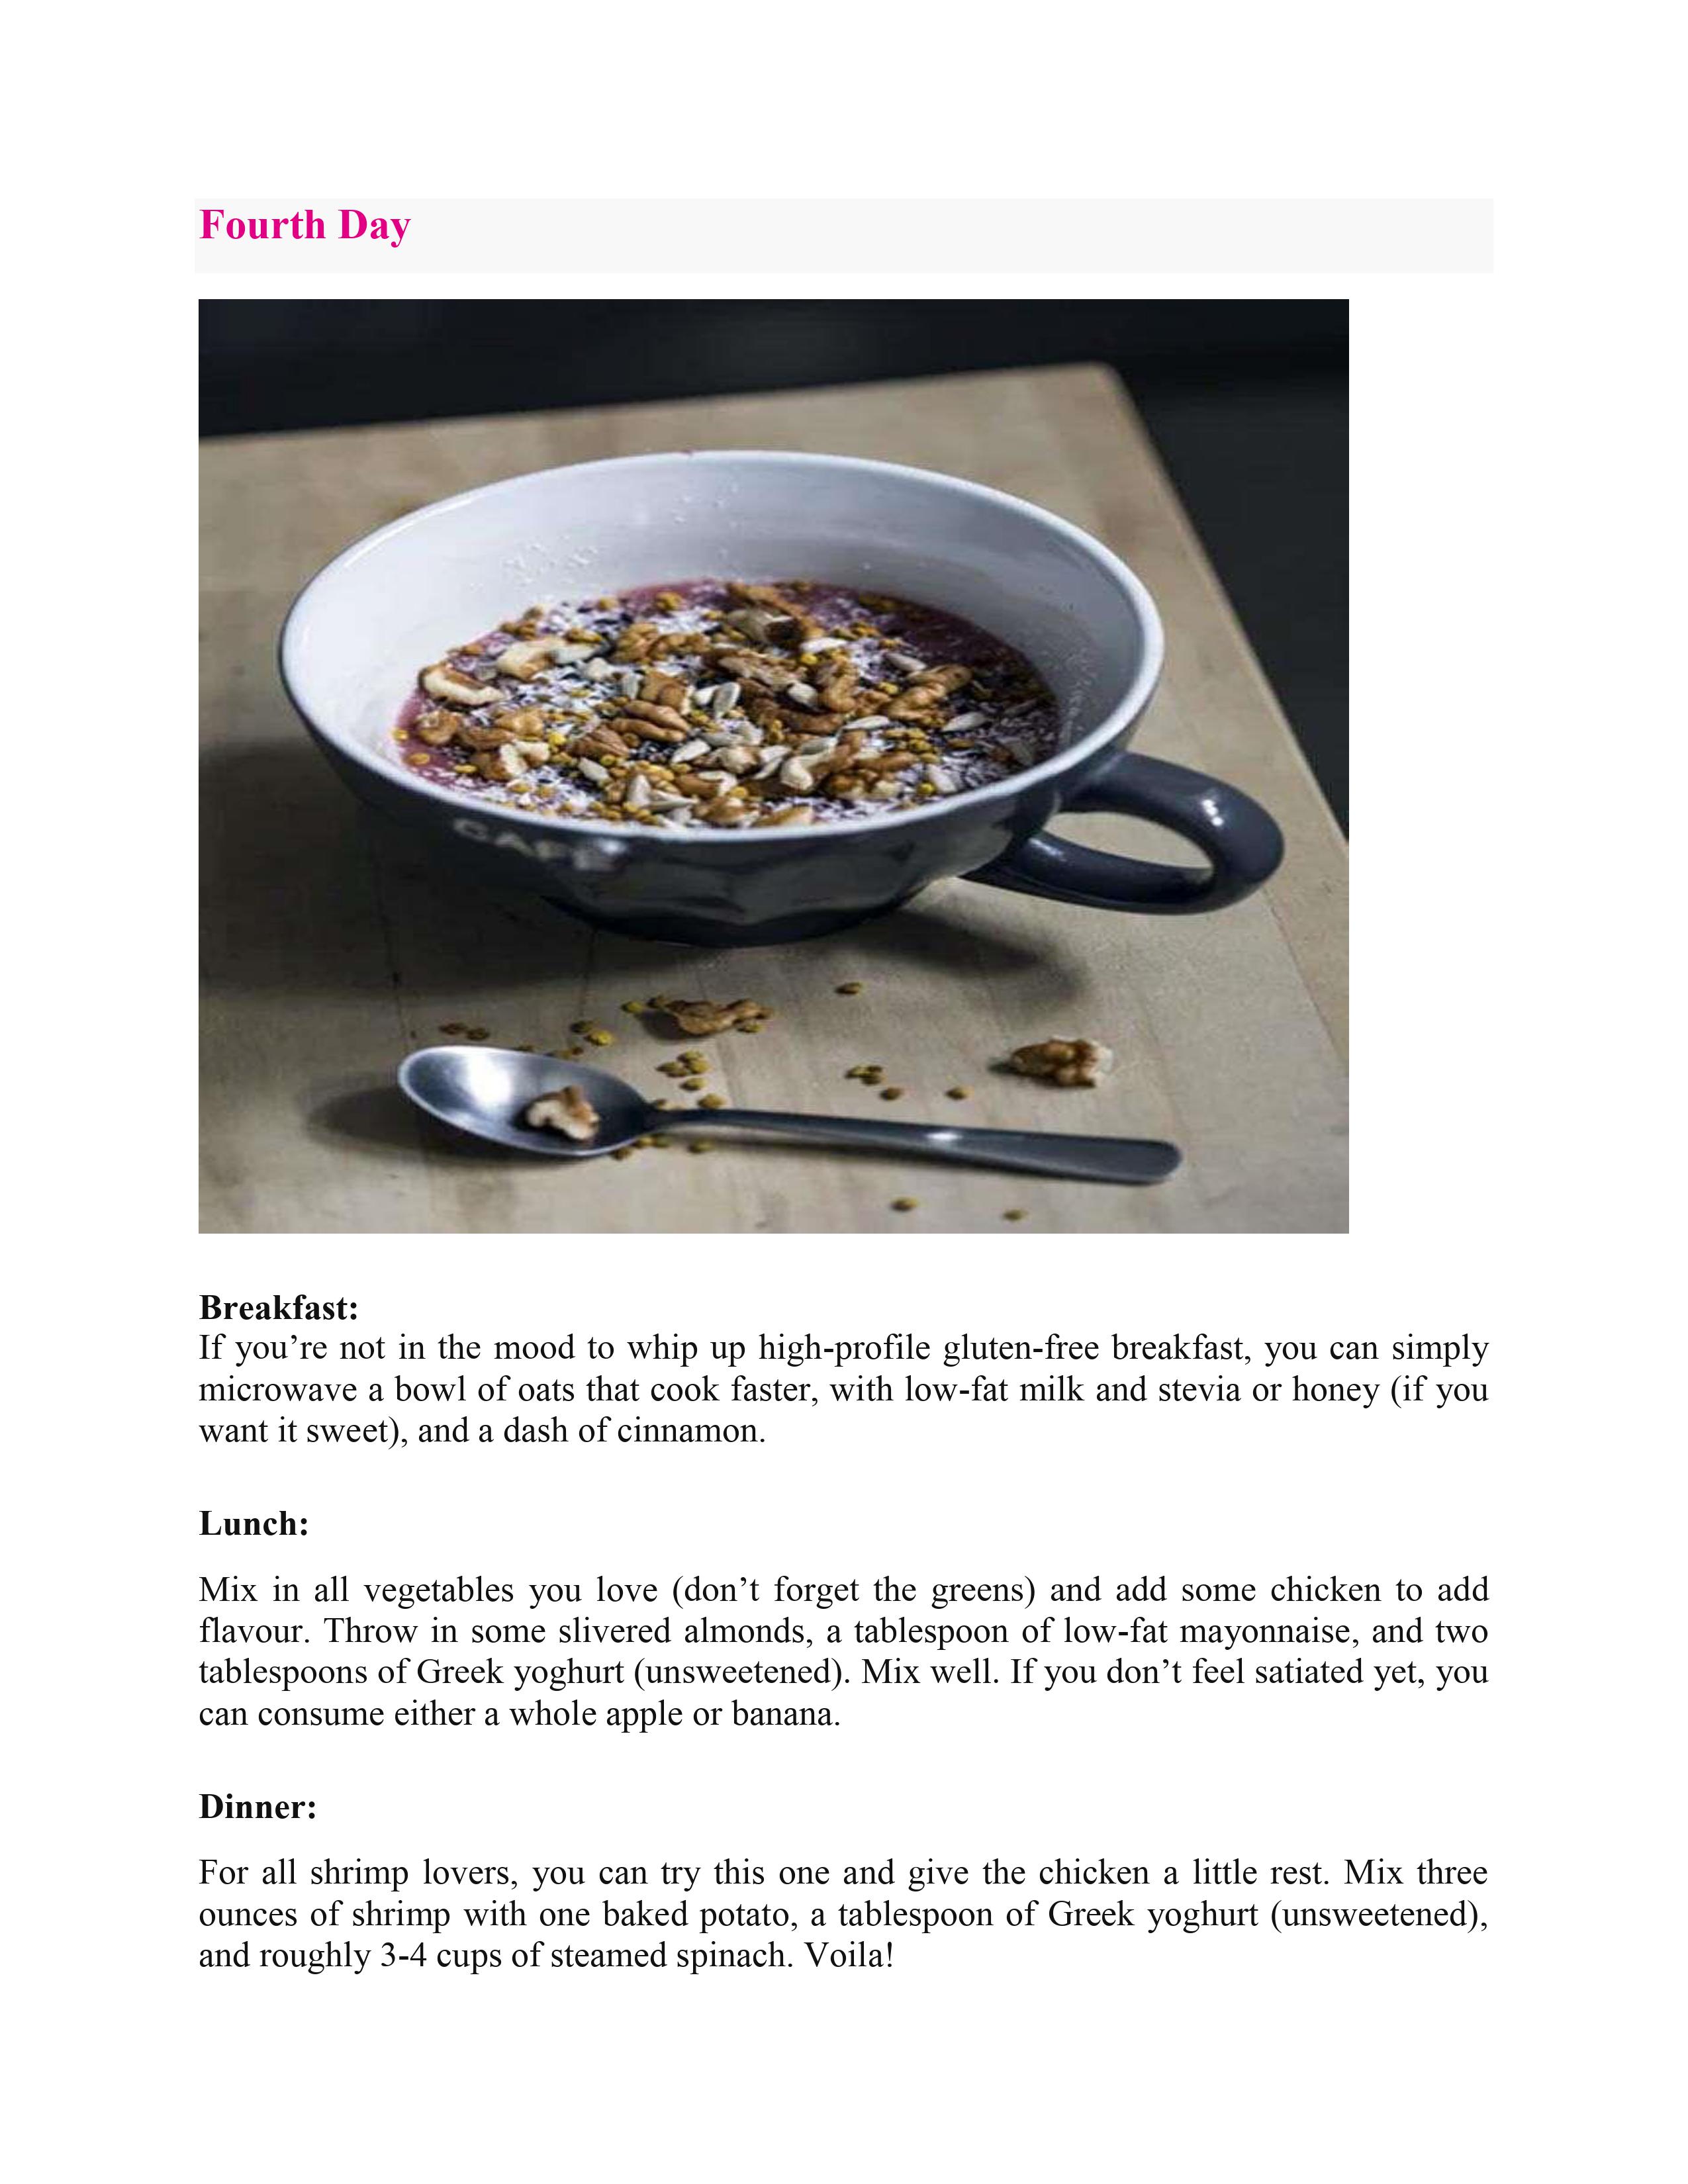 Fourth Day
CAFÉ
Breakfast:
If you’re not in the mood to whip up high-profile gluten-free breakfast, you can simply
microwave a bowl of oats that cook faster, with low-fat milk and stevia or honey (if you
want it sweet), and a dash of cinnamon.
Lunch:
Mix in all vegetables you love (don’t forget the greens) and add some chicken to add
flavour. Throw in some slivered almonds, a tablespoon of low-fat mayonnaise, and two
tablespoons of Greek yoghurt (unsweetened). Mix well. If you don’t feel satiated yet, you
can consume either a whole apple or banana.
Dinner:
For all shrimp lovers, you can try this one and give the chicken a little rest. Mix three
ounces of shrimp with one baked potato, a tablespoon of Greek yoghurt (unsweetened),
and roughly 3-4 cups of steamed spinach. Voila!